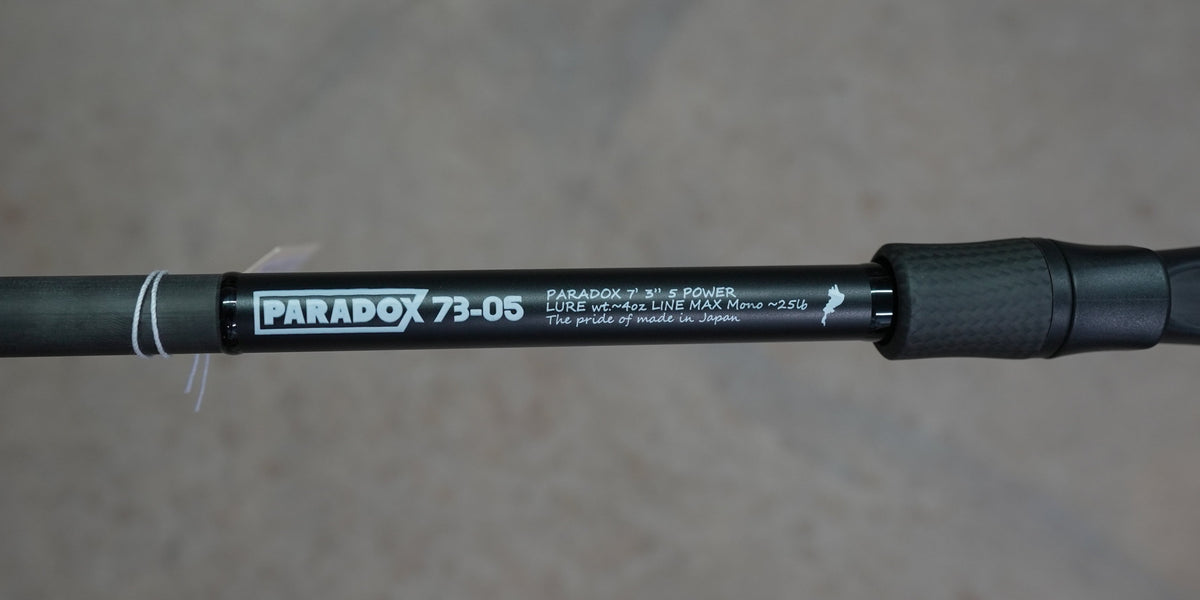 PARADOX 73-05
PARADOX 7' 3" 5 POWER
LURE wt.~4oz LINE MAX Mono ~25lb
The pride of made in Japan